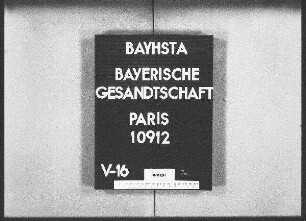 BAYHSTA
BAYERISCHE
GESANDTSCHAFT
PARIS
10912
V-16